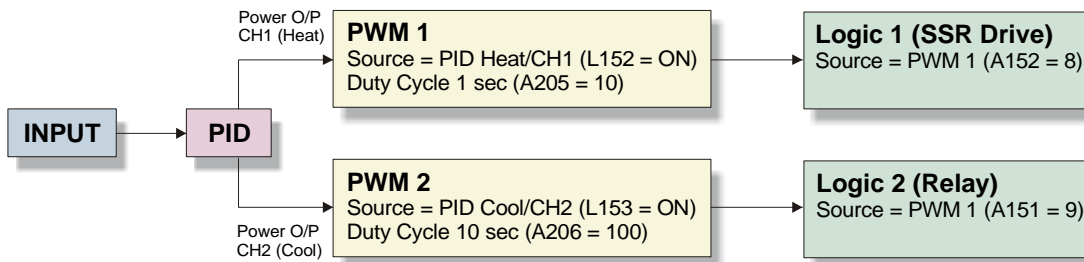 INPUT
PID
Power O/P
CH1 (Heat)
PWM 1
Source = PID Heat/CH1 (L152 = ON)
Duty Cycle 1 sec (A205 = 10)
Logic 1 (SSR Drive)
Source = PWM 1 (A152 = 8)
Power O/P
CH2 (Cool)
PWM 2
Source = PID Cool/CH2 (L153 = ON)
Duty Cycle 10 sec (A206 = 100)
Logic 2 (Relay)
Source = PWM 1 (A151 = 9)